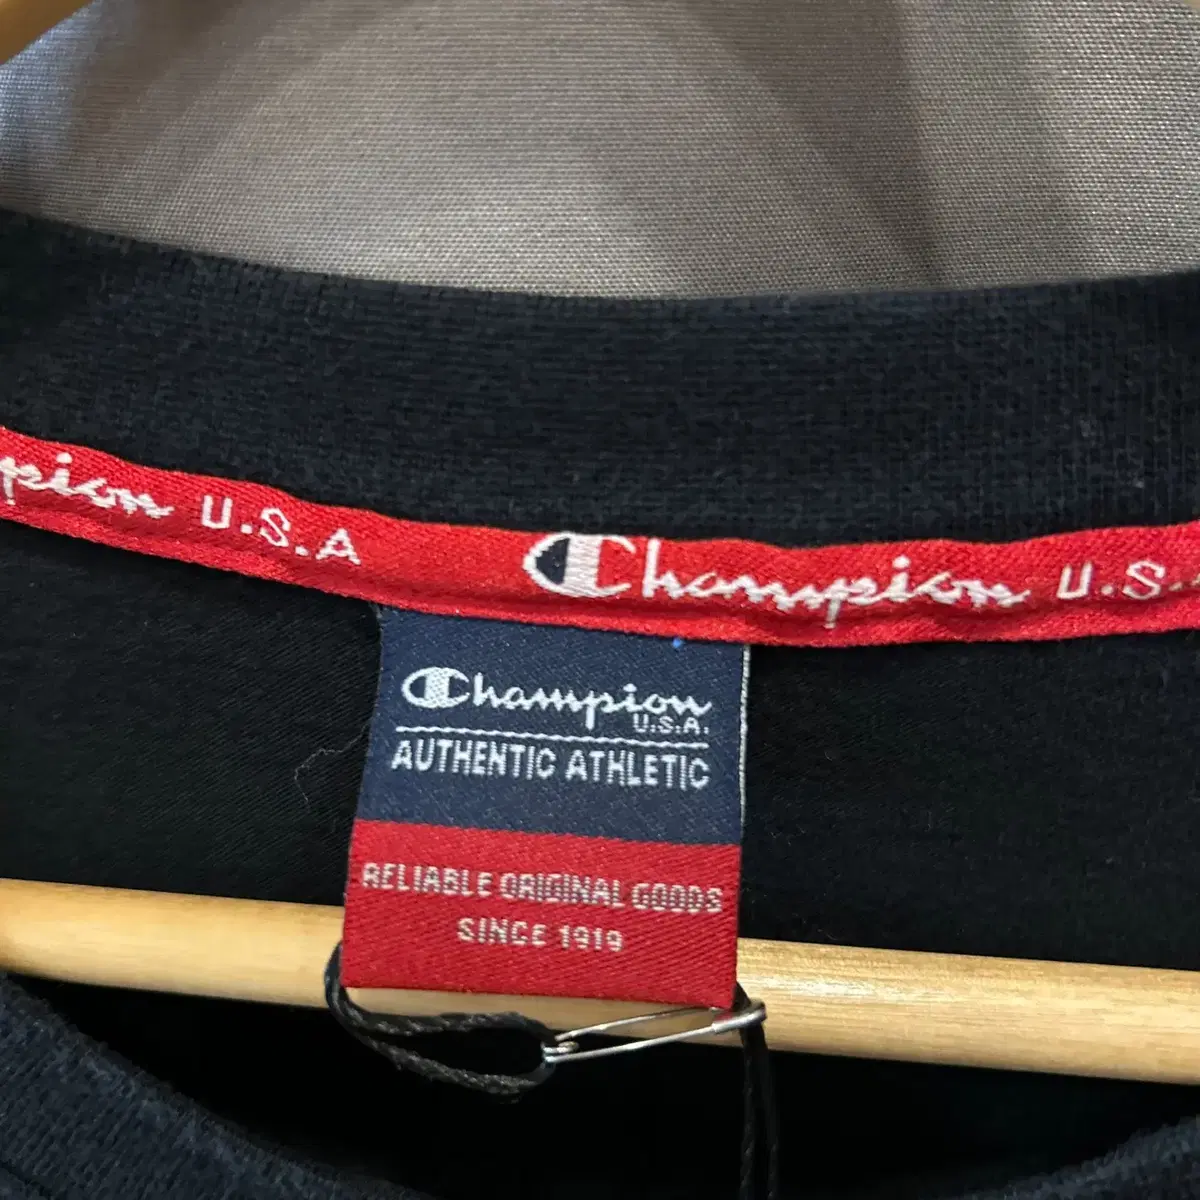 pion U.S.A
Champion U.S.
Champion
U.S.A.
AUTHENTIC ATHLETIC
RELIABLE ORIGINAL GOODS
SINCE 1919